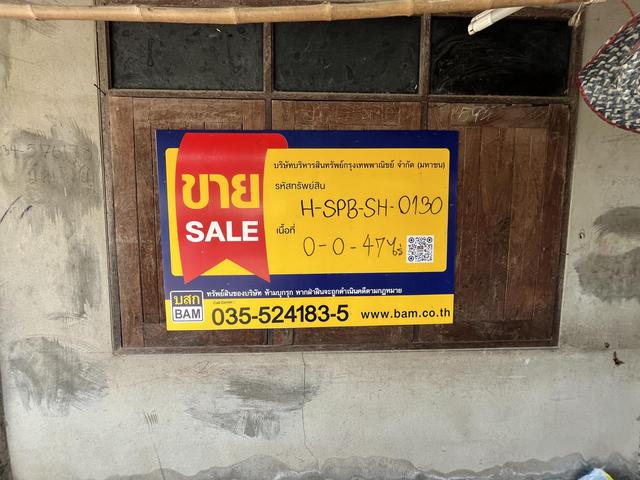 บริษัทบริหารสินทรัพย์กรุงเทพพาณิชย์ จำกัด (มหาชน)
ขาย
SALE
รหัสทรัพย์สิน
H-SPB-SH-0130
เนื้อที่
0-0-47 ไร่
ทรัพย์สินของบริษัท ห้ามบุกรุก หากฝ่าฝืนจะถูกดำเนินคดีตามกฎหมาย
บสก
BAM
Call Center :
035-524183-5 www.bam.co.th